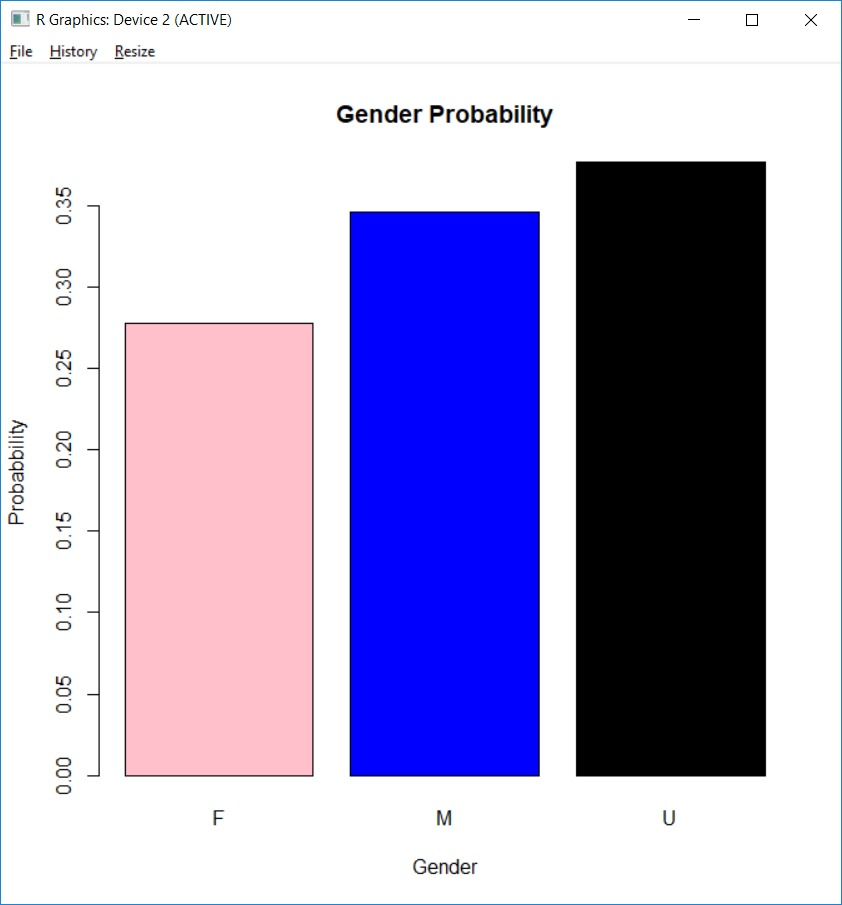 R Graphics: Device 2 (ACTIVE)
File History Resize
Gender Probability
0.35
0.30
0.25
0.20
0.15
0.10
0.05
0.00
Probabbility
F M U
Gender